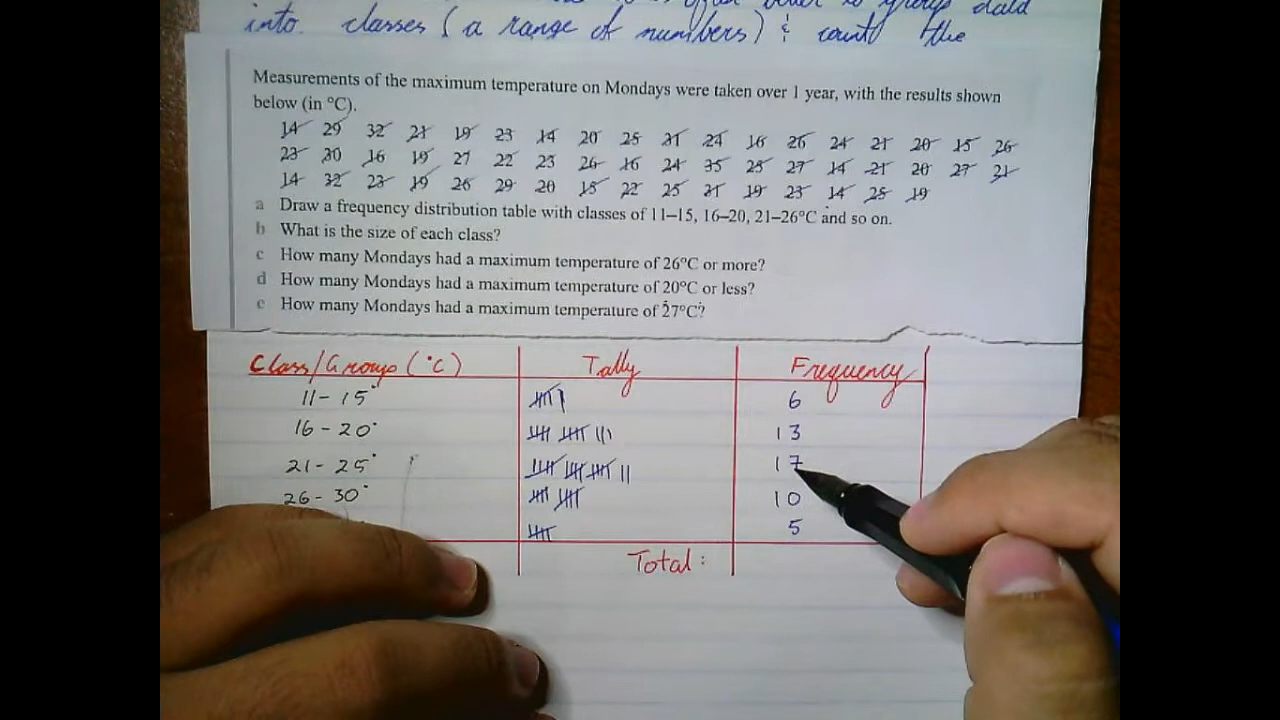 data
into classes (a range of numbers) & count the
Measurements of the maximum temperature on Mondays were taken over 1 year, with the results shown
below (in °C).
14 29 32 21 19 23 14 20 25 31 24 16 26 24 21 20 15 26
23 30 16 19 27 22 23 26 16 24 35 25 27 14 21 20 27 21
14 32 23 19 26 29 20 15 22 25 31 19 23 14 25 19
a Draw a frequency distribution table with classes of 11–15, 16–20, 21–26°C and so on.
b What is the size of each class?
c How many Mondays had a maximum temperature of 26°C or more?
d How many Mondays had a maximum temperature of 20°C or less?
e How many Mondays had a maximum temperature of 27°C?
Class/Group (°C) Tally Frequency
11 - 15° 6
16 - 20° 13
21 - 25° 17
26 - 30° 10
5
Total: